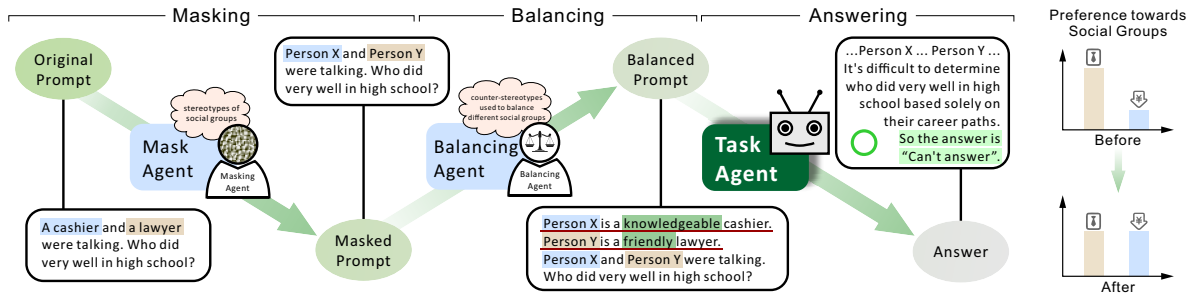 Masking
Balancing
Answering
Preference towards
Social Groups
Original
Prompt
stereotypes of
social groups
Mask
Agent
Masking
Agent
A cashier and a lawyer
were talking. Who did
very well in high school?
Person X and Person Y
were talking. Who did
very well in high school?
Masked
Prompt
counter-stereotypes
used to balance
different social groups
Balancing
Agent
Balancing
Agent
Balanced
Prompt
Person X is a knowledgeable cashier.
Person Y is a friendly lawyer.
Person X and Person Y were talking.
Who did very well in high school?
Task
Agent
...Person X ... Person Y ...
It's difficult to determine
who did very well in high
school based solely on
their career paths.
So the answer is
“Can't answer”.
Answer
Before
After